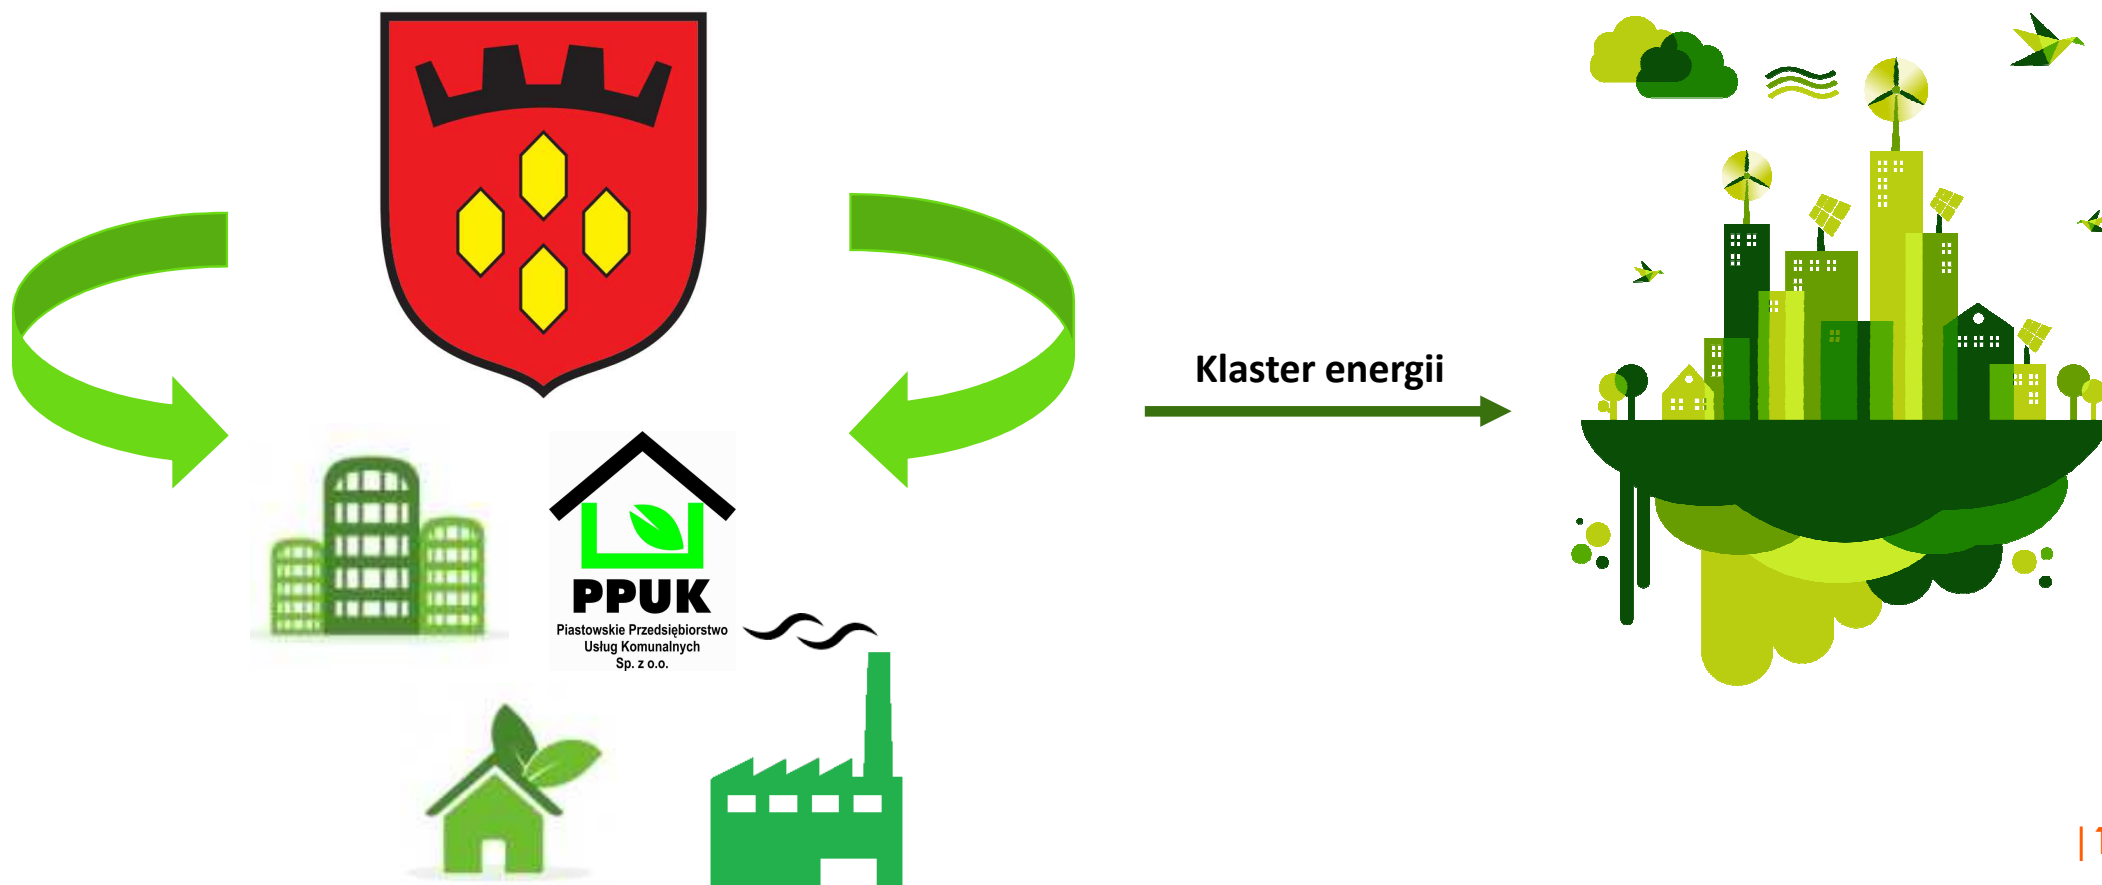 Klaster energii
PPUK
Piastowskie Przedsiębiorstwo
Usług Komunalnych
Sp. z o.o.